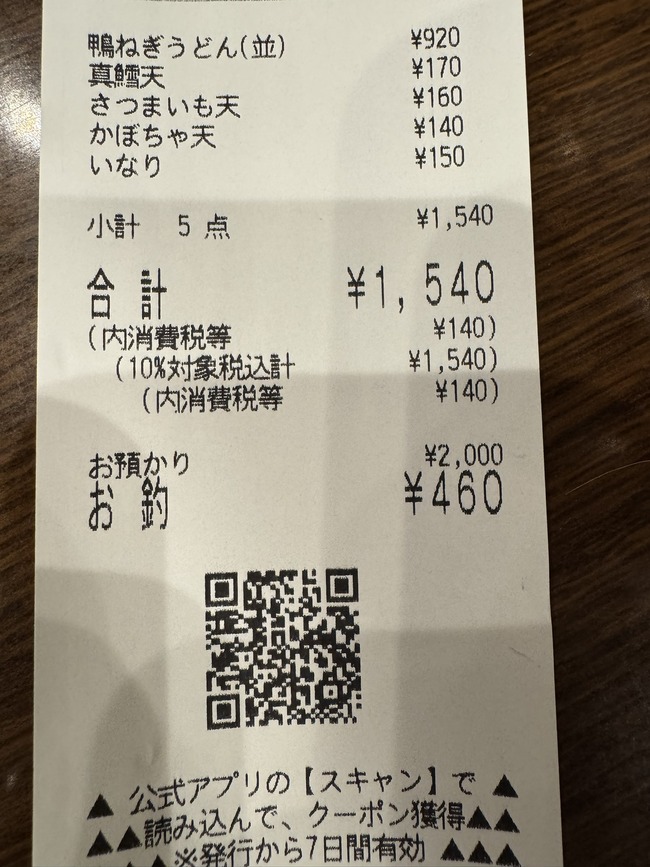 鴨ねぎうどん(並) ¥920
真鱈天 ¥170
さつまいも天 ¥160
かぼちゃ天 ¥140
いなり ¥150
小計 5 点 ¥1,540
合 計 ¥1,540
(内消費税等 ¥140)
(10%対象税込計 ¥1,540)
(内消費税等 ¥140)
お預かり ¥2,000
お 釣 ¥460
▲ 公式アプリの【スキャン】で ▲
▲▲読み込んで、クーポン獲得▲▲
▲▲※発行から7日間有効 ▲▲▲